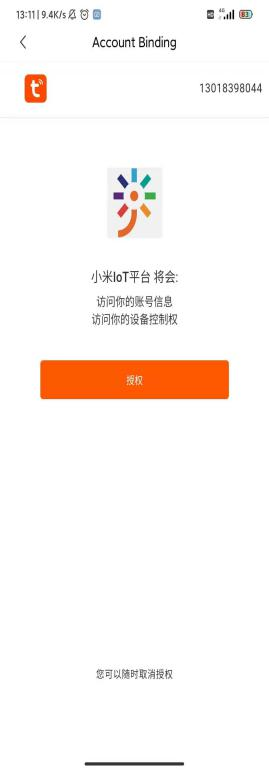 13:11 | 9.4K/s
4G
83
Account Binding
13018398044
小米IoT平台 将会:
访问你的账号信息
访问你的设备控制权
授权
您可以随时取消授权